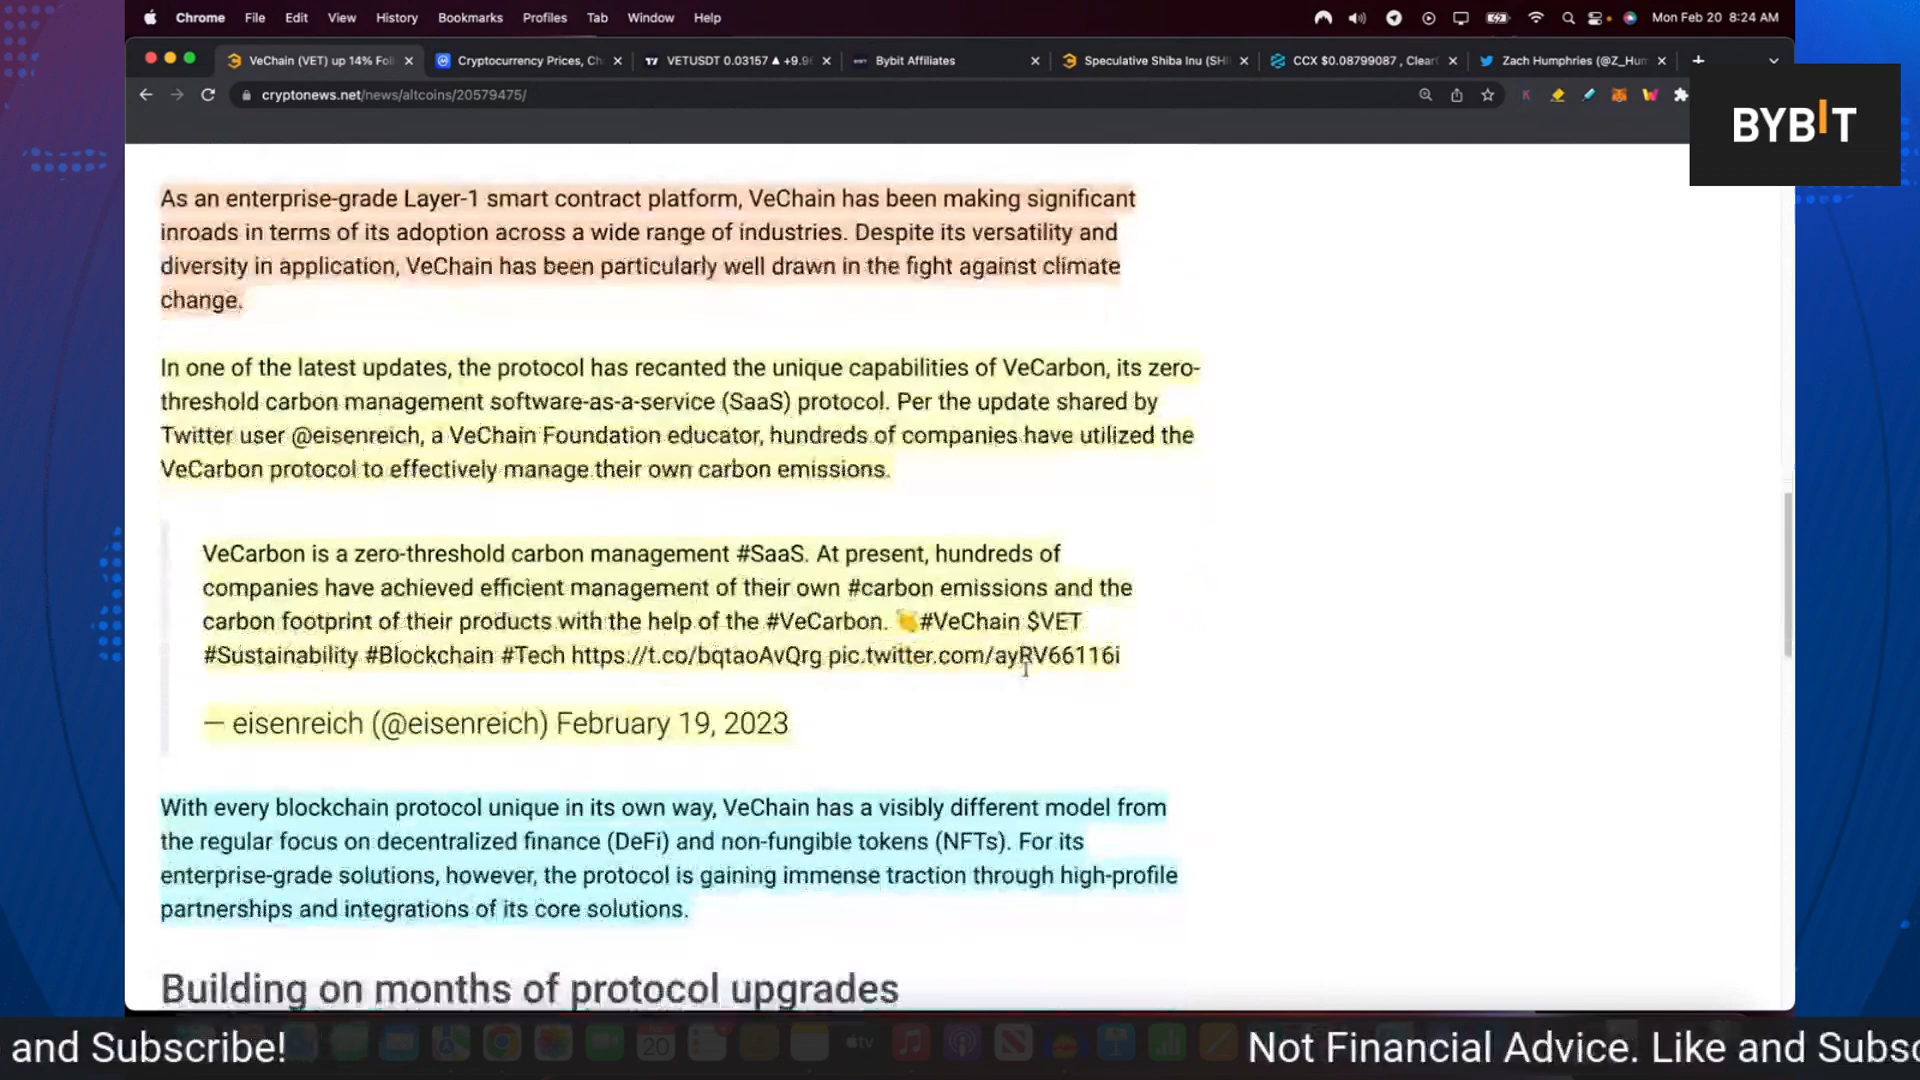 Chrome File Edit View History Bookmarks Profiles Tab Window Help Mon Feb 20 8:24 AM
VeChain (VET) up 14% Foll Cryptocurrency Prices, Ch VETUSDT 0.03157 ▲ +9.9 Bybit Affiliates Speculative Shiba Inu (SHI CCX $0.08799087 , Clear Zach Humphries (@Z_Hum
cryptonews.net/news/altcoins/20579475/
BYBIT
As an enterprise-grade Layer-1 smart contract platform, VeChain has been making significant
inroads in terms of its adoption across a wide range of industries. Despite its versatility and
diversity in application, VeChain has been particularly well drawn in the fight against climate
change.
In one of the latest updates, the protocol has recanted the unique capabilities of VeCarbon, its zero-
threshold carbon management software-as-a-service (SaaS) protocol. Per the update shared by
Twitter user @eisenreich, a VeChain Foundation educator, hundreds of companies have utilized the
VeCarbon protocol to effectively manage their own carbon emissions.
VeCarbon is a zero-threshold carbon management #SaaS. At present, hundreds of
companies have achieved efficient management of their own #carbon emissions and the
carbon footprint of their products with the help of the #VeCarbon. 👏#VeChain $VET
#Sustainability #Blockchain #Tech https://t.co/bqtaoAvQrg pic.twitter.com/ayRV66116i
— eisenreich (@eisenreich) February 19, 2023
With every blockchain protocol unique in its own way, VeChain has a visibly different model from
the regular focus on decentralized finance (DeFi) and non-fungible tokens (NFTs). For its
enterprise-grade solutions, however, the protocol is gaining immense traction through high-profile
partnerships and integrations of its core solutions.
Building on months of protocol upgrades
and Subscribe! Not Financial Advice. Like and Subsc